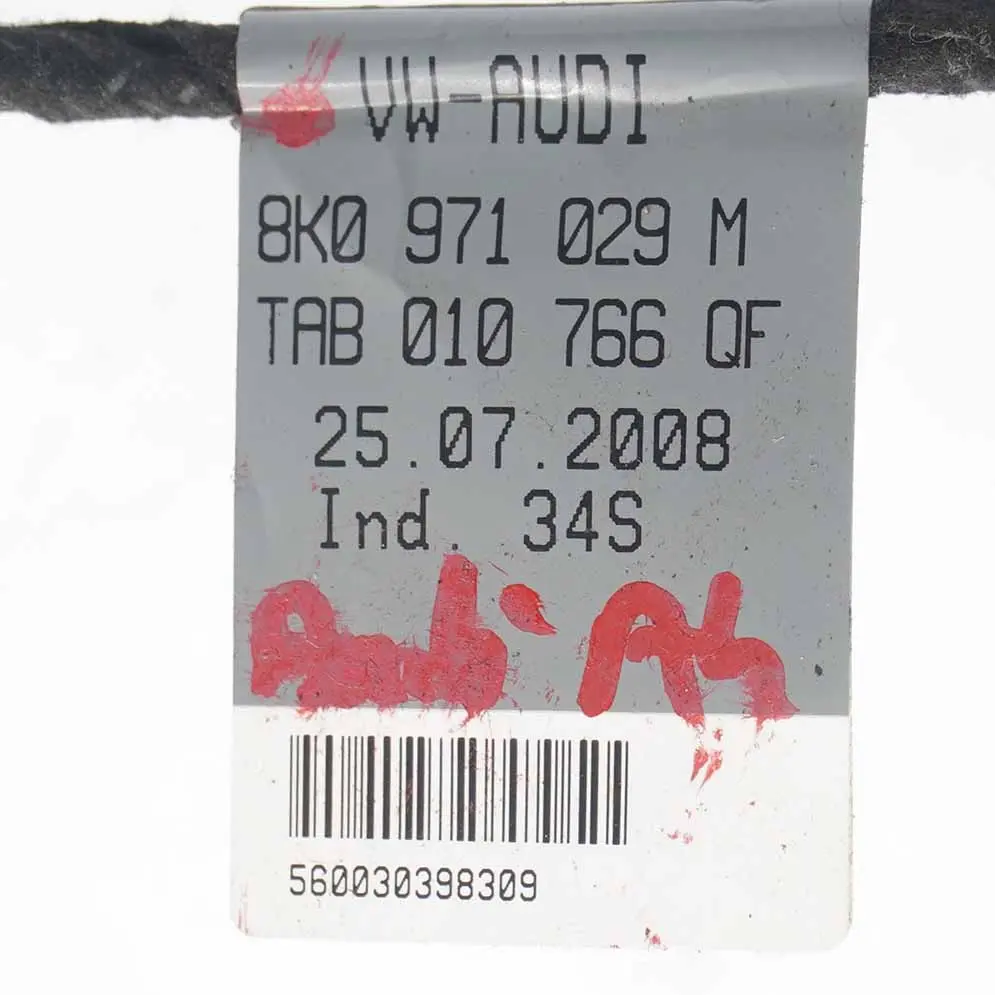 VW-AUDI
8K0 971 029 M
TAB 010 766 QF
25.07.2008
Ind. 34S
Audi A4
560030398309